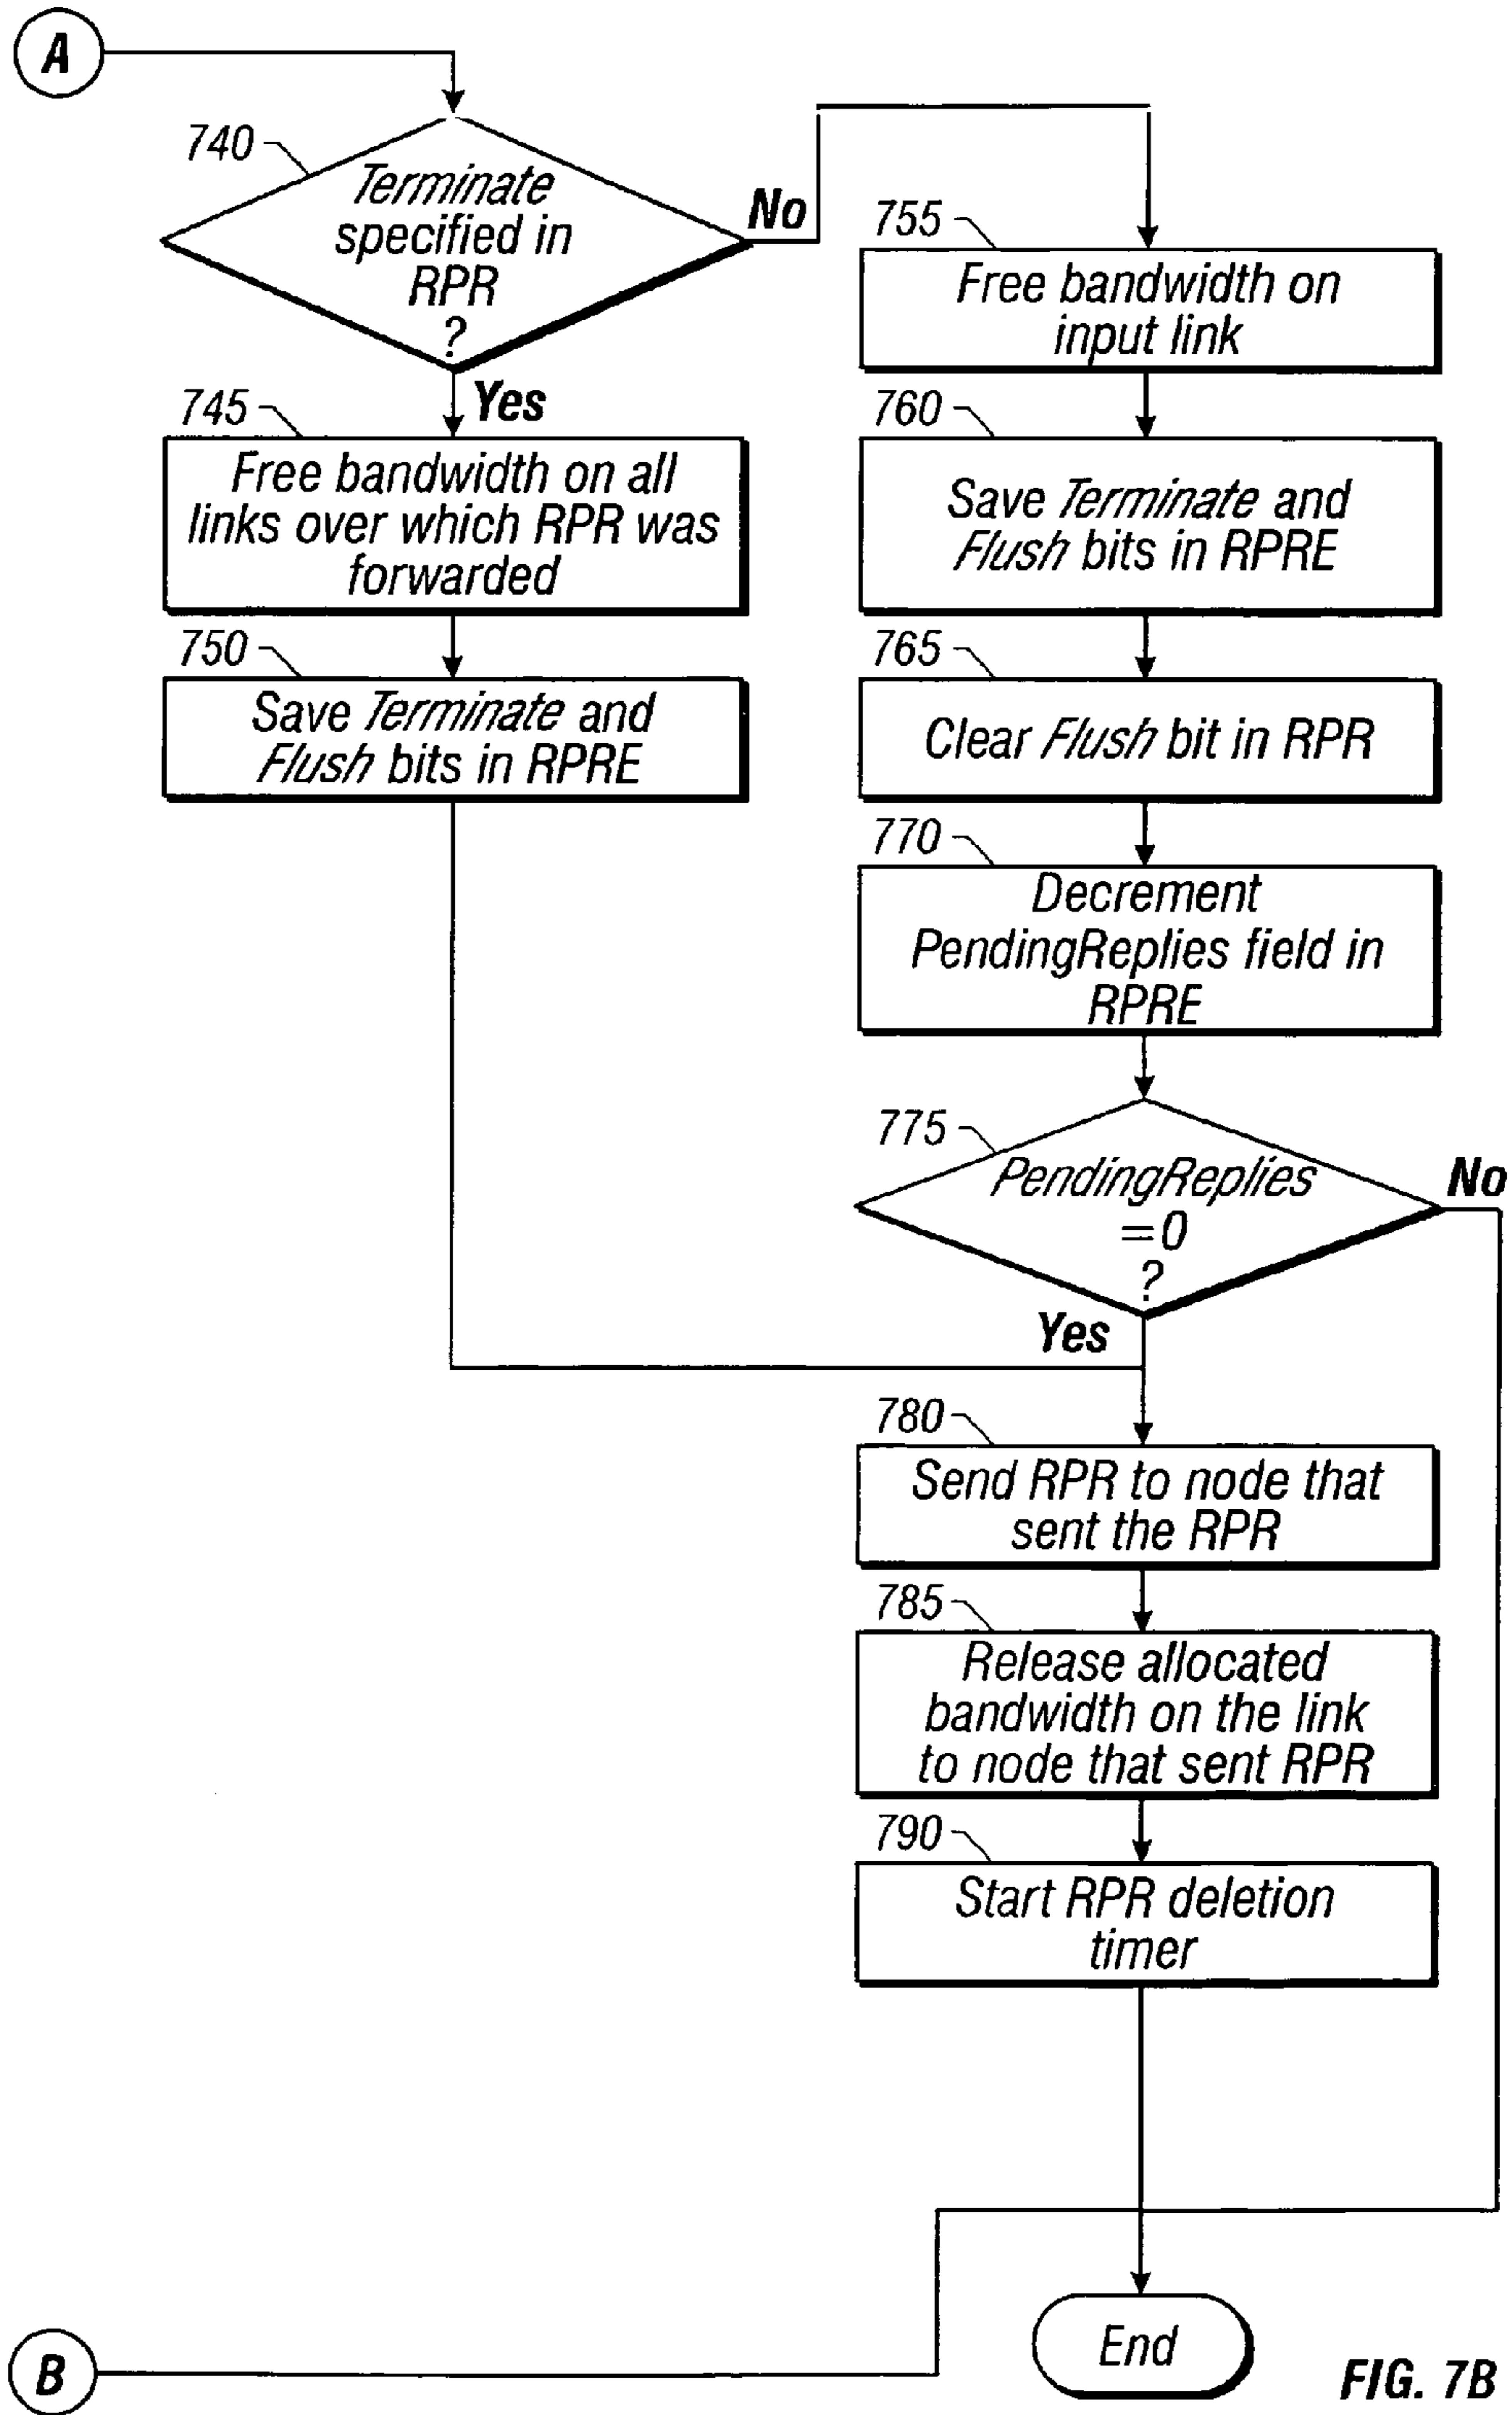 A
740
Terminate
specified in
RPR
?
No
Yes
745
Free bandwidth on all
links over which RPR was
forwarded
750
Save Terminate and
Flush bits in RPRE
755
Free bandwidth on
input link
760
Save Terminate and
Flush bits in RPRE
765
Clear Flush bit in RPR
770
Decrement
PendingReplies field in
RPRE
775
PendingReplies
=0
?
No
Yes
780
Send RPR to node that
sent the RPR
785
Release allocated
bandwidth on the link
to node that sent RPR
790
Start RPR deletion
timer
End
B
FIG. 7B